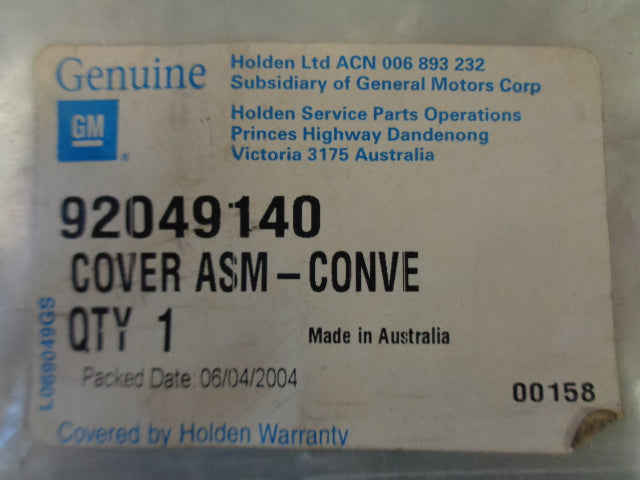 Genuine
GM
Holden Ltd ACN 006 893 232
Subsidiary of General Motors Corp
Holden Service Parts Operations
Princes Highway Dandenong
Victoria 3175 Australia
92049140
COVER ASM-CONVE
QTY 1
Made in Australia
Packed Date: 06/04/2004
00158
L069049GS
Covered by Holden Warranty